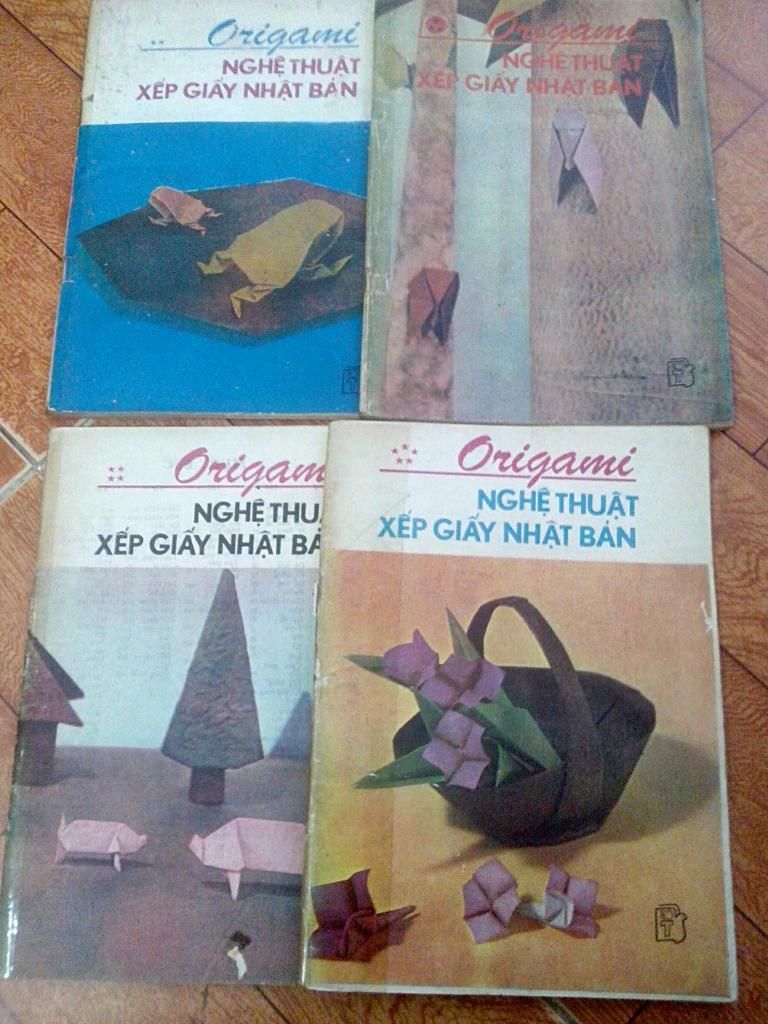 Origami
NGHỆ THUẬT
XẾP GIẤY NHẬT BẢN
Origami
NGHỆ THUẬT
XẾP GIẤY NHẬT BẢN
Origami
NGHỆ THU
XẾP GIẤY NHẬT BẢ
Origami
NGHỆ THUẬT
XẾP GIẤY NHẬT BẢN